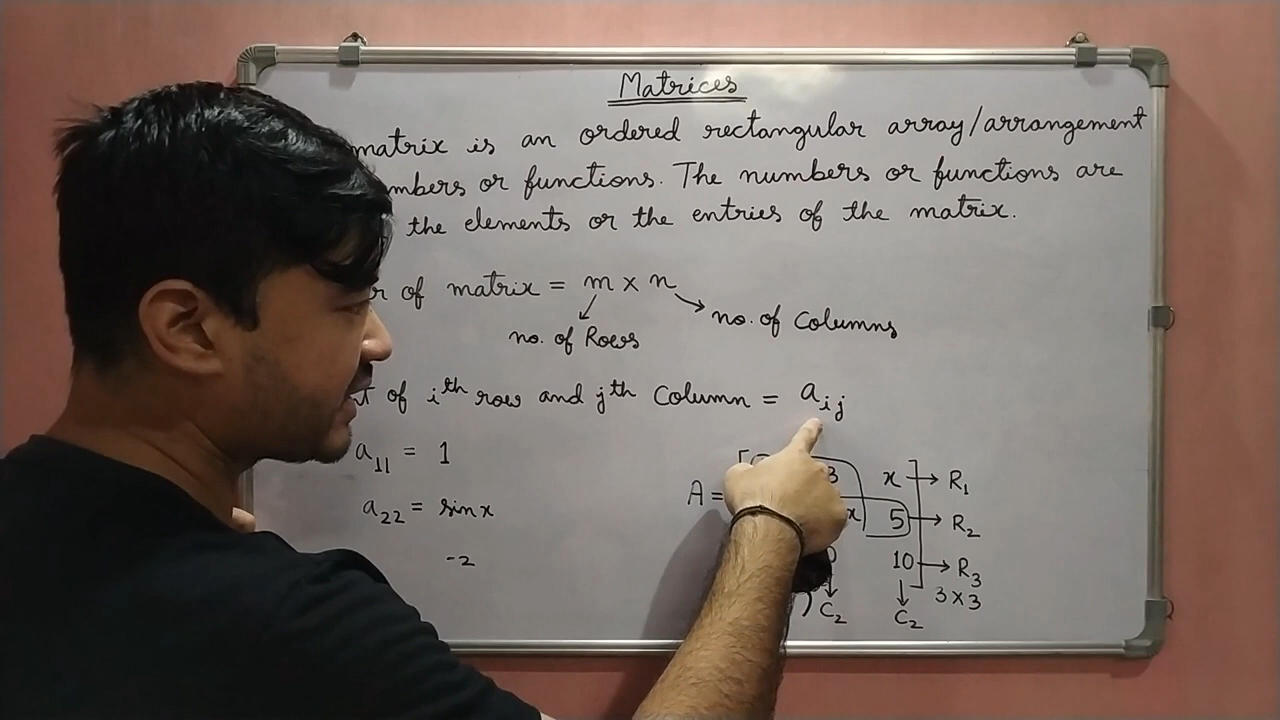 Matrices
matrix is an ordered rectangular array/arrangement
mbers or functions. The numbers or functions are
the elements or the entries of the matrix.
r of matrix = m x n
no. of Rows
no. of Columns
t of ith row and jth Column = aij
a11 = 1
a22 = sinx
-2
A =
3 x → R1
x 5 → R2
10 → R3
3 x 3
C2 C2